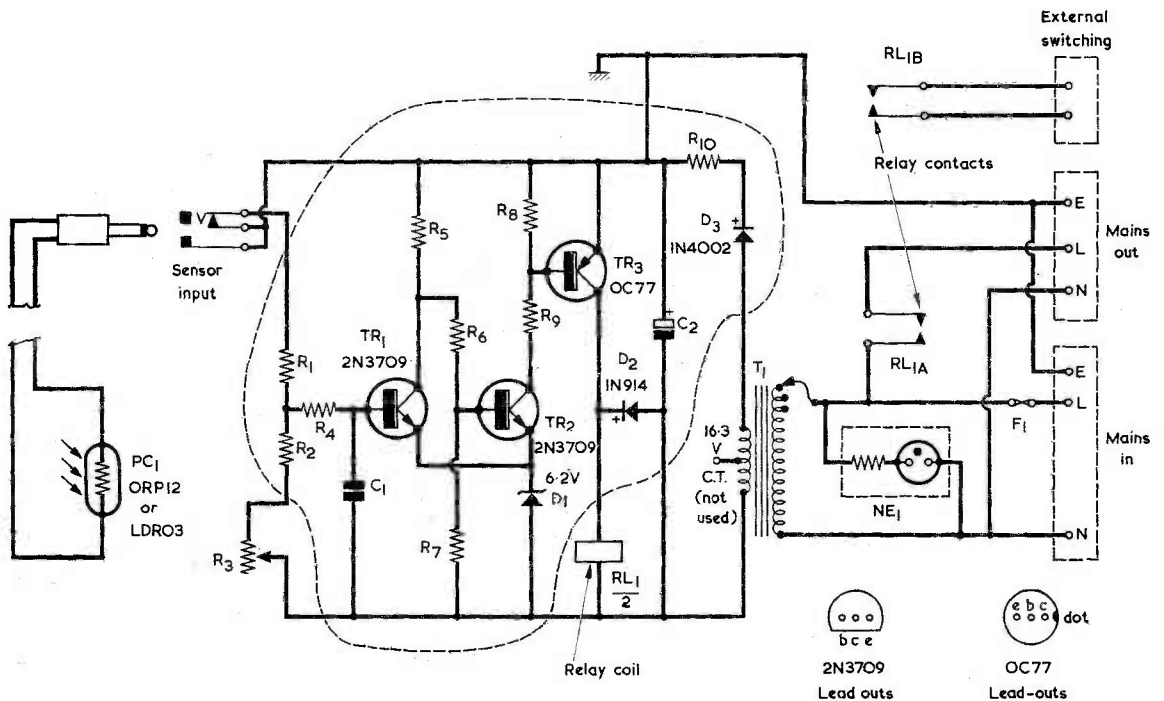 External
switching
RL1B
Relay contacts
E
L
N
Mains
out
RL1A
E
L
N
Mains
in
F1
NE1
T1
16·3
V
C.T.
(not
used)
R10
D3
1N4002
+
C2
+
D2
1N914
+
R8
R9
TR3
OC77
R5
R6
R7
TR1
2N3709
TR2
2N3709
6·2V
D1
V
Sensor
input
R1
R4
R2
R3
C1
PC1
ORP12
or
LDR03
RL1
2
Relay coil
b c e
2N3709
Lead outs
e b c
dot
OC77
Lead-outs